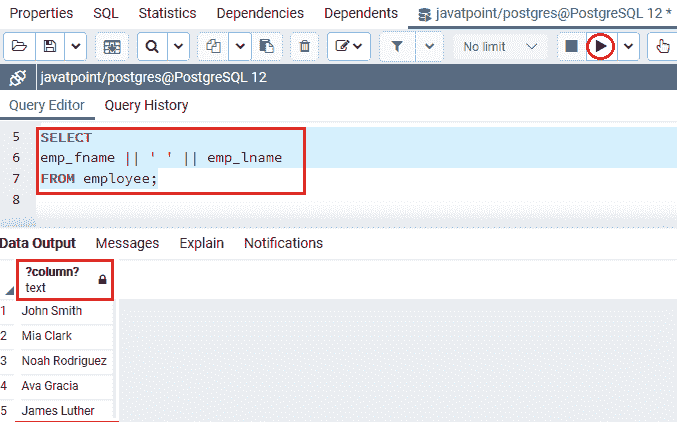 Properties SQL Statistics Dependencies Dependents javatpoint/postgres@PostgreSQL 12 *
No limit
javatpoint/postgres@PostgreSQL 12
Query Editor Query History
5 SELECT
6 emp_fname || ' ' || emp_lname
7 FROM employee;
8
Data Output Messages Explain Notifications
?column?
text
1 John Smith
2 Mia Clark
3 Noah Rodriguez
4 Ava Gracia
5 James Luther